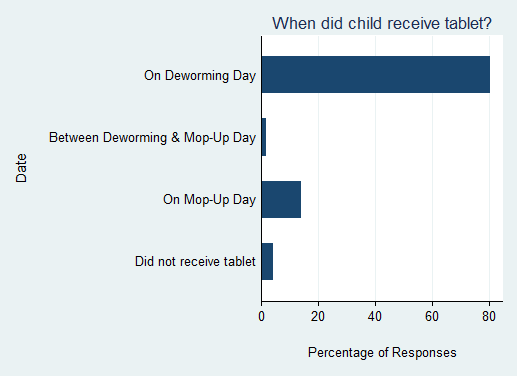 When did child receive tablet?
On Deworming Day
Between Deworming & Mop-Up Day
On Mop-Up Day
Did not receive tablet
Date
0 20 40 60 80
Percentage of Responses